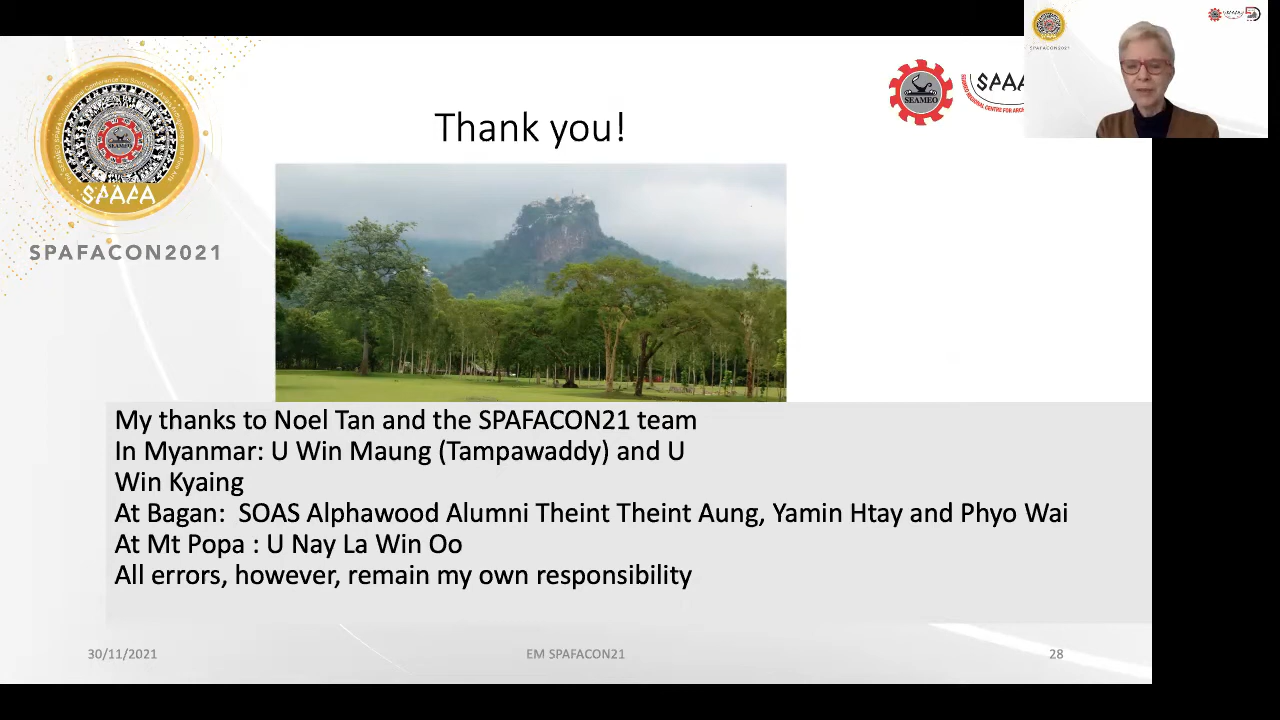 SPAFA
SPAFACON2021
SEAMEO
Thank you!
My thanks to Noel Tan and the SPAFACON21 team
In Myanmar: U Win Maung (Tampawaddy) and U
Win Kyaing
At Bagan:  SOAS Alphawood Alumni Theint Theint Aung, Yamin Htay and Phyo Wai
At Mt Popa : U Nay La Win Oo
All errors, however, remain my own responsibility
30/11/2021
EM SPAFACON21
28